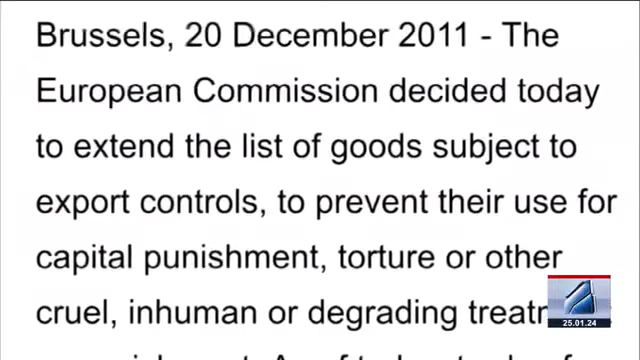 Brussels, 20 December 2011 - The
European Commission decided today
to extend the list of goods subject to
export controls, to prevent their use for
capital punishment, torture or other
cruel, inhuman or degrading
25.01.24